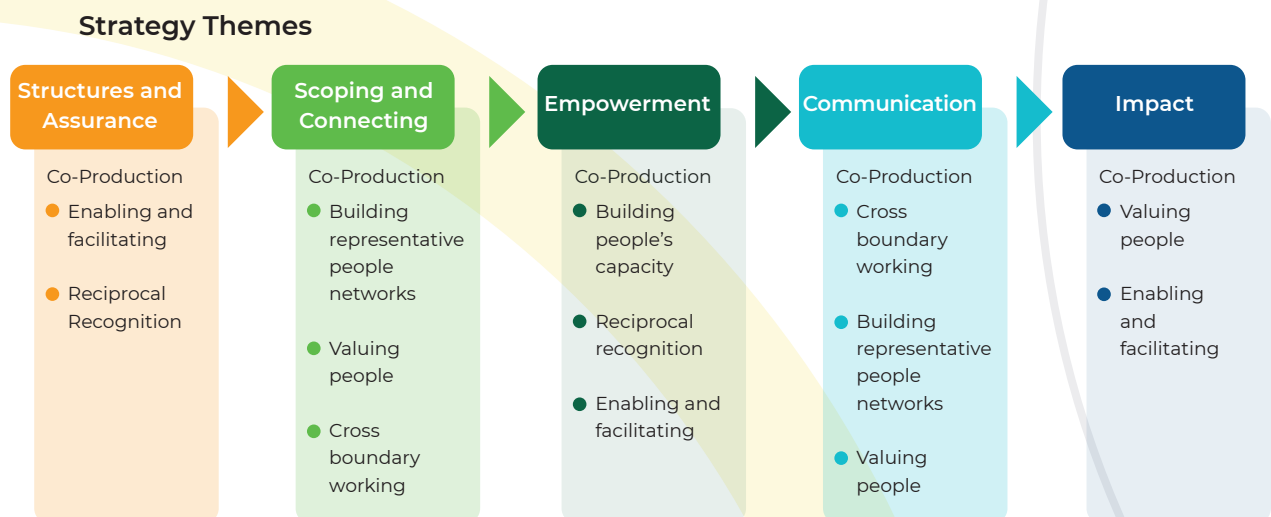 Strategy Themes
Structures and
Assurance
Co-Production
Enabling and
facilitating
Reciprocal
Recognition
Scoping and
Connecting
Co-Production
Building
representative
people
networks
Valuing
people
Cross
boundary
working
Empowerment
Co-Production
Building
people’s
capacity
Reciprocal
recognition
Enabling and
facilitating
Communication
Co-Production
Cross
boundary
working
Building
representative
people
networks
Valuing
people
Impact
Co-Production
Valuing
people
Enabling
and
facilitating